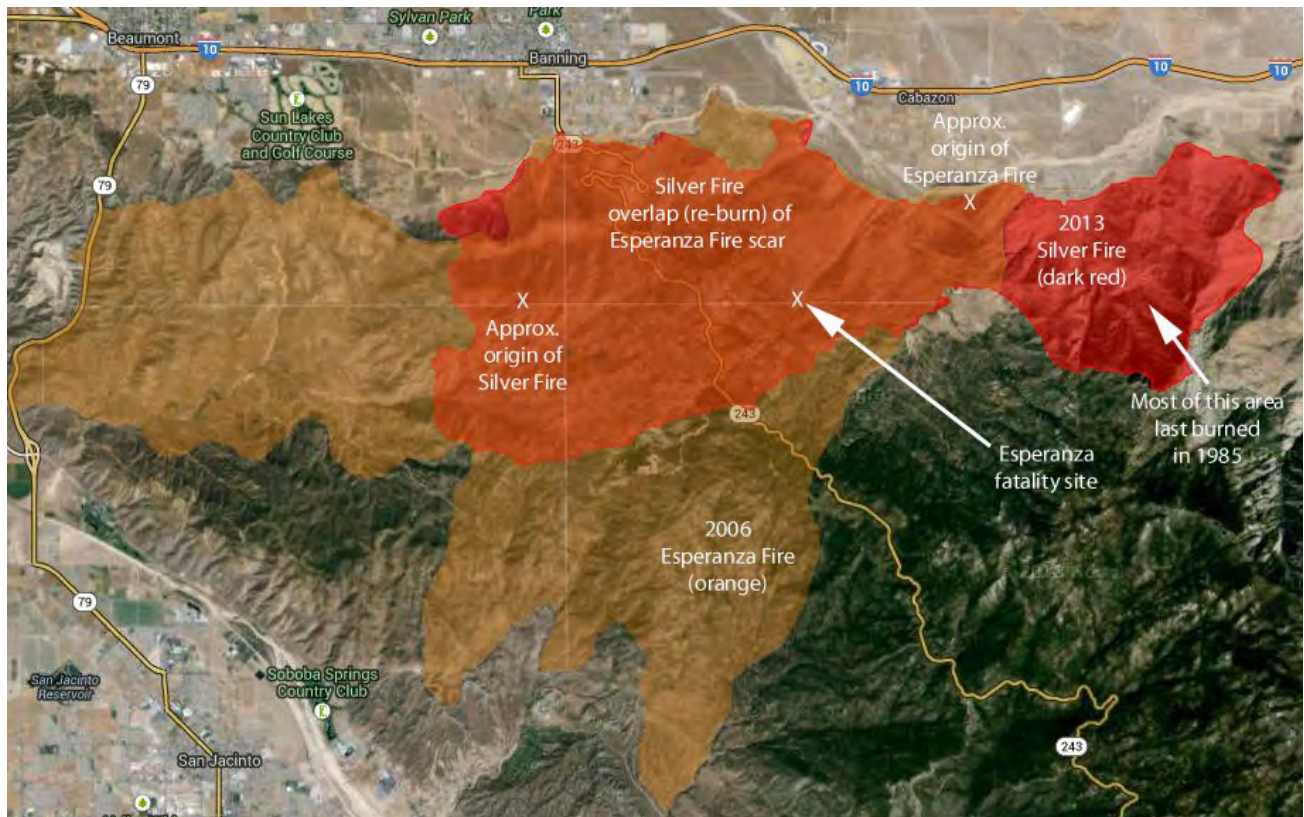 Sylvan Park
Park
Beaumont
10
Banning
79
10
10
10
Cabazon
Sun Lakes
Country Club
and Golf Course
243
Approx.
origin of
Esperanza Fire
X
Silver Fire
overlap (re-burn) of
Esperanza Fire scar
79
2013
Silver Fire
(dark red)
X
X
Approx.
origin of
Silver Fire
243
Most of this area
last burned
in 1985
Esperanza
fatality site
2006
Esperanza Fire
(orange)
79
San Jacinto
Reservoir
Soboba Springs
Country Club
San Jacinto
243